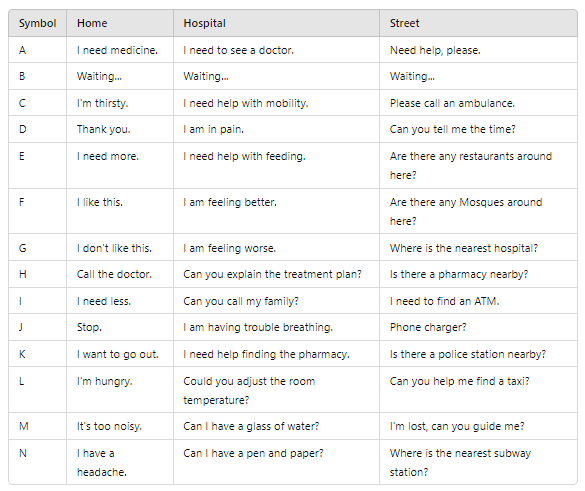 Symbol Home Hospital Street
A I need medicine. I need to see a doctor. Need help, please.
B Waiting... Waiting... Waiting...
C I'm thirsty. I need help with mobility. Please call an ambulance.
D Thank you. I am in pain. Can you tell me the time?
E I need more. I need help with feeding. Are there any restaurants around
here?
F I like this. I am feeling better. Are there any Mosques around
here?
G I don't like this. I am feeling worse. Where is the nearest hospital?
H Call the doctor. Can you explain the treatment plan? Is there a pharmacy nearby?
I I need less. Can you call my family? I need to find an ATM.
J Stop. I am having trouble breathing. Phone charger?
K I want to go out. I need help finding the pharmacy. Is there a police station nearby?
L I'm hungry. Could you adjust the room
temperature? Can you help me find a taxi?
M It's too noisy. Can I have a glass of water? I'm lost, can you guide me?
N I have a
headache. Can I have a pen and paper? Where is the nearest subway
station?